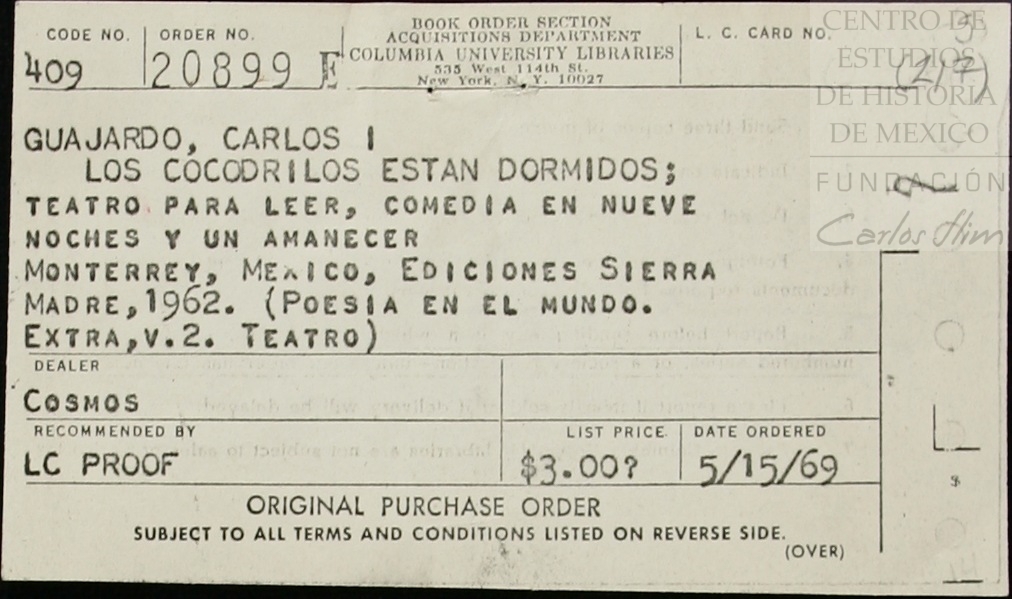 BOOK ORDER SECTION
ACQUISITIONS DEPARTMENT
COLUMBIA UNIVERSITY LIBRARIES
535 West 114th St.
New York, N. Y. 10027
CODE NO.
409
ORDER NO.
20899 E
L. C. CARD NO.
5
(217)
CENTRO DE
ESTUDIOS
DE HISTORIA
DE MEXICO
FUNDACIÓN
Carlos Slim
GUAJARDO, CARLOS I
LOS COCODRILOS ESTAN DORMIDOS;
TEATRO PARA LEER, COMEDIA EN NUEVE
NOCHES Y UN AMANECER
MONTERREY, MEXICO, EDICIONES SIERRA
MADRE, 1962. (POESIA EN EL MUNDO.
EXTRA, V. 2. TEATRO)
DEALER
COSMOS
RECOMMENDED BY
LC PROOF
LIST PRICE
$3.00?
DATE ORDERED
5/15/69
ORIGINAL PURCHASE ORDER
SUBJECT TO ALL TERMS AND CONDITIONS LISTED ON REVERSE SIDE.
(OVER)